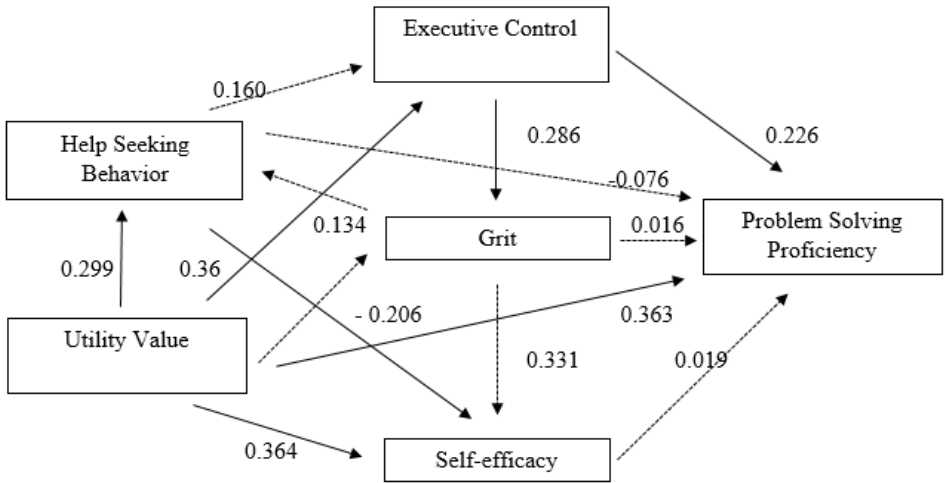 Executive Control
0.160
Help Seeking
Behavior
0.286
0.226
-0.076
0.134
Grit
0.016
Problem Solving
Proficiency
0.299
0.36
Utility Value
- 0.206
0.363
0.331
0.019
0.364
Self-efficacy